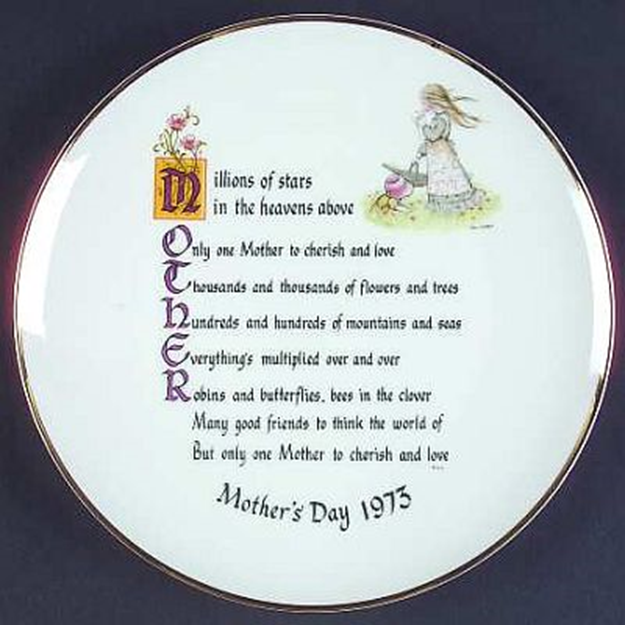 Millions of stars
in the heavens above
Only one Mother to cherish and love
Thousands and thousands of flowers and trees
Hundreds and hundreds of mountains and seas
Everything's multiplied over and over
Robins and butterflies, bees in the clover
Many good friends to think the world of
But only one Mother to cherish and love
Mother's Day 1973